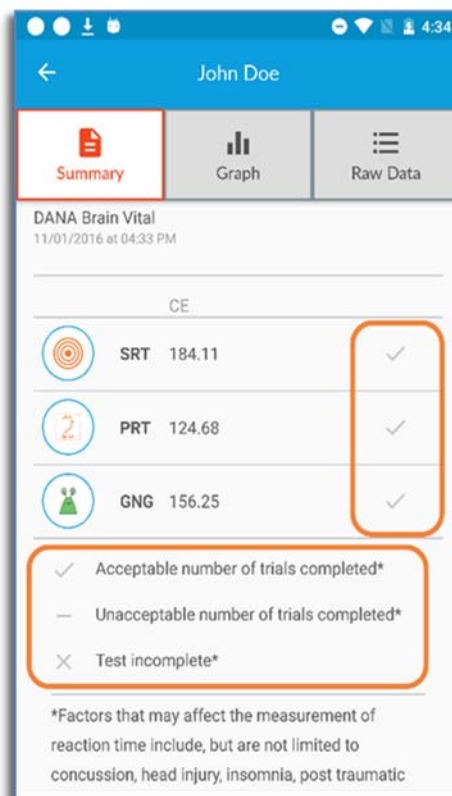 4:34
John Doe
Summary
Graph
Raw Data
DANA Brain Vital
11/01/2016 at 04:33 PM
CE
SRT 184.11
PRT 124.68
GNG 156.25
Acceptable number of trials completed*
Unacceptable number of trials completed*
Test incomplete*
*Factors that may affect the measurement of
reaction time include, but are not limited to
concussion, head injury, insomnia, post traumatic